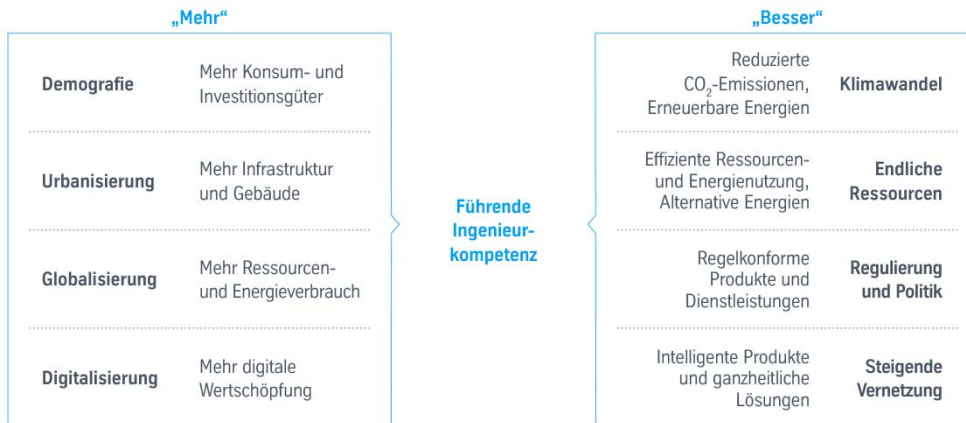 „Mehr“
Demografie
Mehr Konsum- und
Investitionsgüter
Urbanisierung
Mehr Infrastruktur
und Gebäude
Globalisierung
Mehr Ressourcen-
und Energieverbrauch
Digitalisierung
Mehr digitale
Wertschöpfung
Führende
Ingenieur-
kompetenz
„Besser“
Reduzierte
CO₂-Emissionen,
Erneuerbare Energien
Klimawandel
Effiziente Ressourcen-
und Energienutzung,
Alternative Energien
Endliche
Ressourcen
Regelkonforme
Produkte und
Dienstleistungen
Regulierung
und Politik
Intelligente Produkte
und ganzheitliche
Lösungen
Steigende
Vernetzung